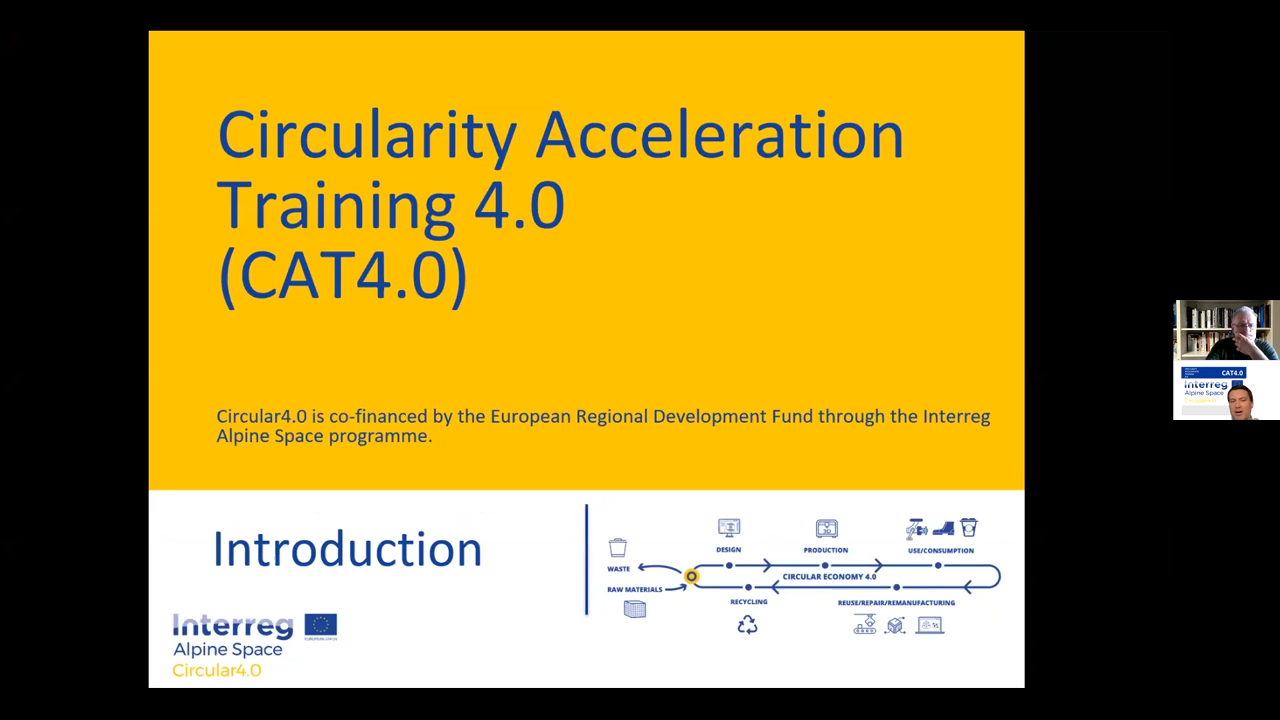 Circularity Acceleration
Training 4.0
(CAT4.0)
Circular4.0 is co-financed by the European Regional Development Fund through the Interreg
Alpine Space programme.
Introduction
DESIGN
PRODUCTION
USE/CONSUMPTION
WASTE
CIRCULAR ECONOMY 4.0
RAW MATERIALS
RECYCLING
REUSE/REPAIR/REMANUFACTURING
Interreg
EUROPEAN UNION
Alpine Space
Circular4.0
CAT4.0
Interreg
Alpine Space